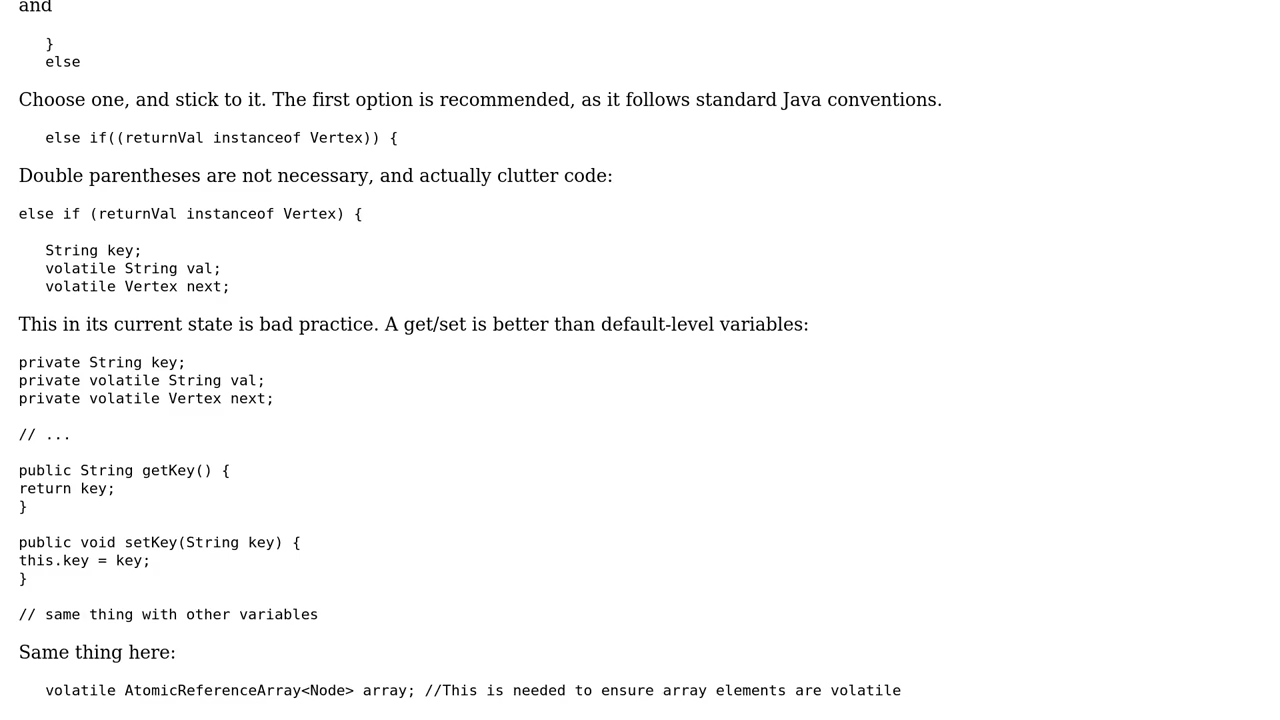 and
}
else
Choose one, and stick to it. The first option is recommended, as it follows standard Java conventions.
else if((returnVal instanceof Vertex)) {
Double parentheses are not necessary, and actually clutter code:
else if (returnVal instanceof Vertex) {
String key;
volatile String val;
volatile Vertex next;
This in its current state is bad practice. A get/set is better than default-level variables:
private String key;
private volatile String val;
private volatile Vertex next;
// ...
public String getKey() {
return key;
}
public void setKey(String key) {
this.key = key;
}
// same thing with other variables
Same thing here:
volatile AtomicReferenceArray<Node> array; //This is needed to ensure array elements are volatile